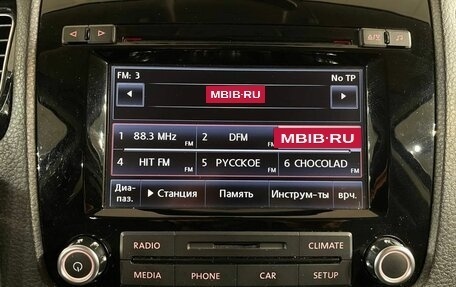 FM: 3 No TP
MBIB·RU
1 88.3 MHz FM 2 DFM FM MBIB·RU
4 HIT FM FM 5 РУССКОЕ FM 6 CHOCOLAD FM
Диа-паз. Станция Память Инструм-ты врч.
RADIO CLIMATE
MEDIA PHONE CAR SETUP